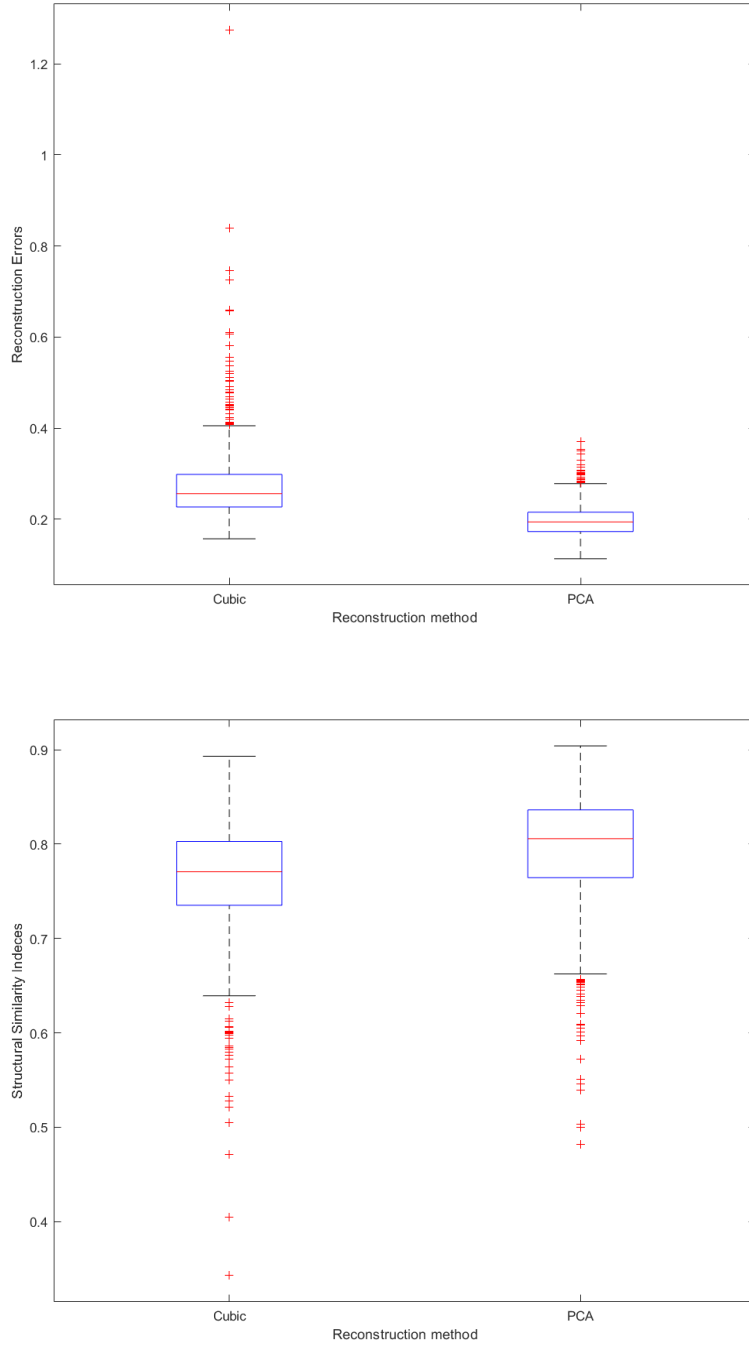 1.2
1
0.8
0.6
0.4
0.2
Reconstruction Errors
Cubic
PCA
Reconstruction method
0.9
0.8
0.7
0.6
0.5
0.4
Structural Similarity Indeces
Cubic
PCA
Reconstruction method